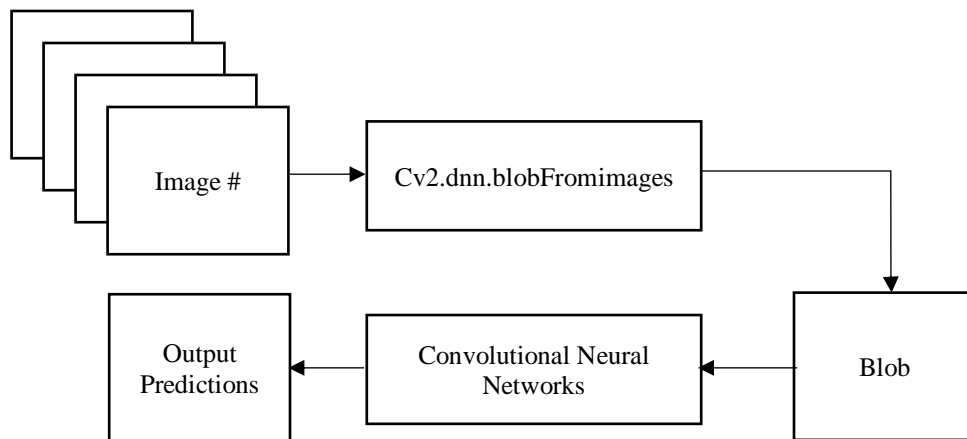 Image #
Cv2.dnn.blobFromimages
Blob
Convolutional Neural
Networks
Output
Predictions